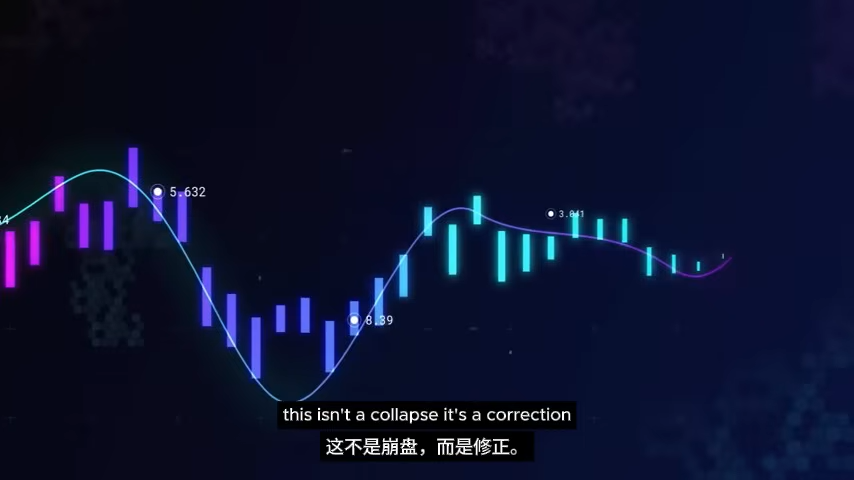 5.632
3.841
8.39
this isn't a collapse it's a correction
这不是崩盘，而是修正。